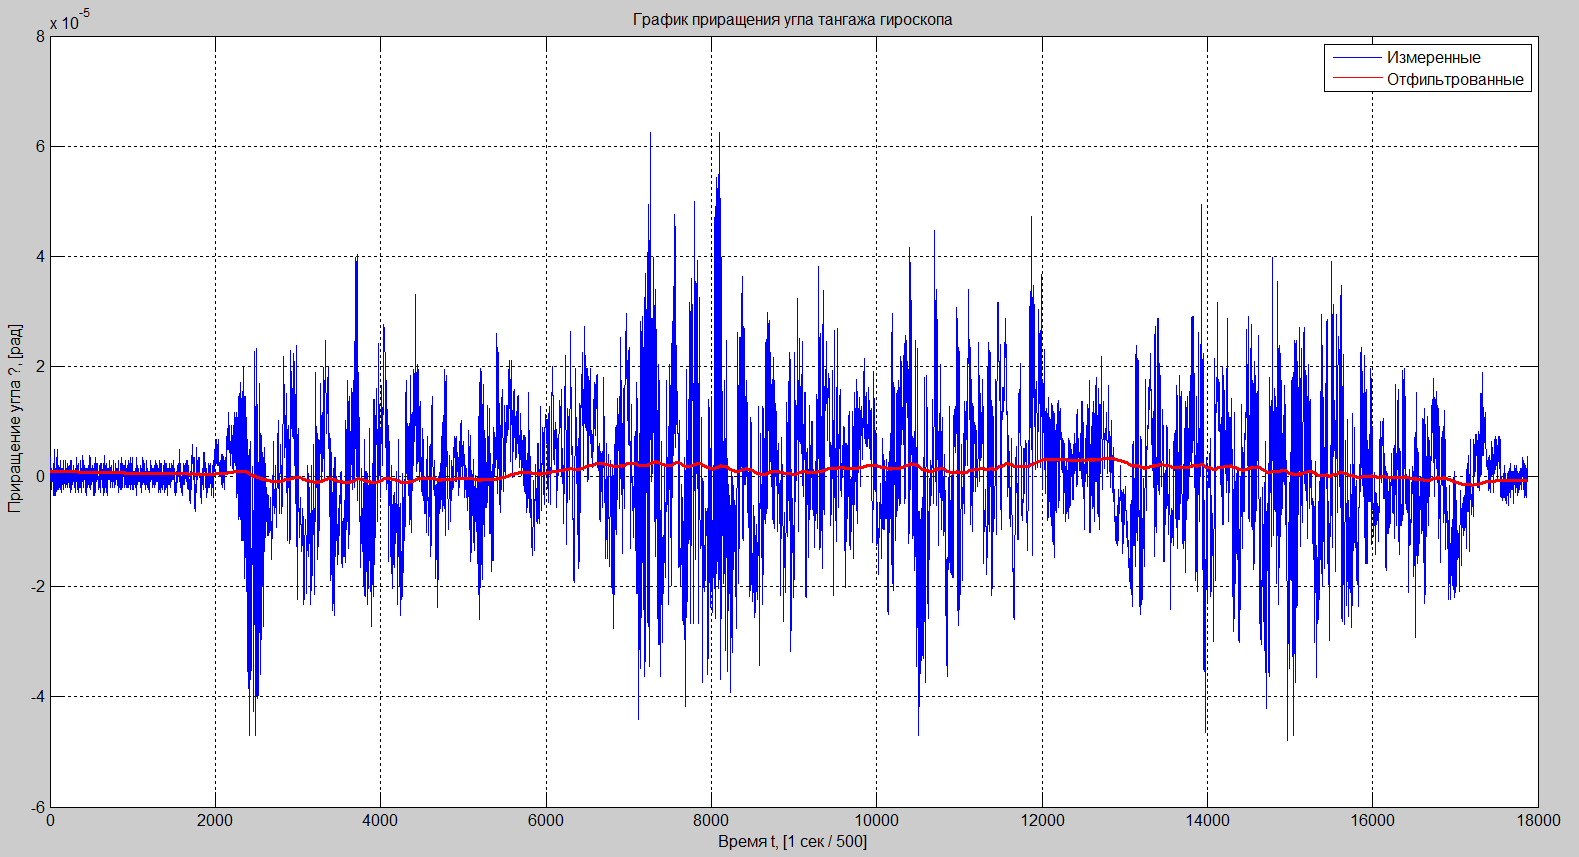 График приращения угла тангажа гироскопа
x 10-5
Измеренные
Отфильтрованные
Приращение угла ?, [рад]
8
6
4
2
0
-2
-4
-6
0 2000 4000 6000 8000 10000 12000 14000 16000 18000
Время t, [1 сек / 500]